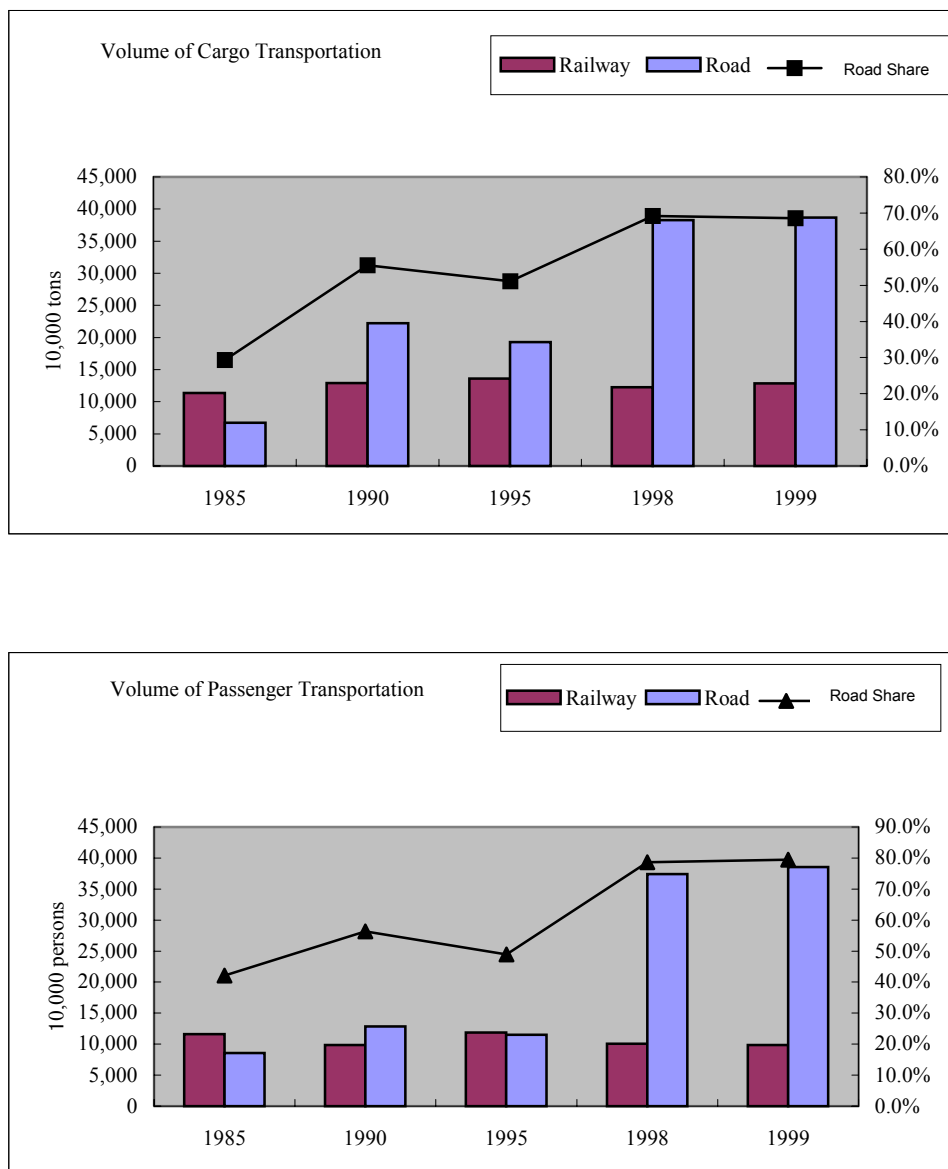 Volume of Cargo Transportation
Railway Road Road Share
45,000 80.0%
40,000 70.0%
35,000 60.0%
30,000 50.0%
25,000
20,000 40.0%
15,000 30.0%
10,000 20.0%
5,000 10.0%
0 0.0%
10,000 tons
1985 1990 1995 1998 1999
Volume of Passenger Transportation
Railway Road Road Share
45,000 90.0%
40,000 80.0%
35,000 70.0%
30,000 60.0%
25,000 50.0%
20,000 40.0%
15,000 30.0%
10,000 20.0%
5,000 10.0%
0 0.0%
10,000 persons
1985 1990 1995 1998 1999